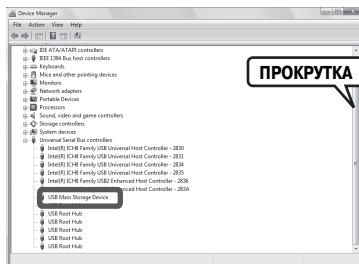 Device Manager
File Action View Help
IDE ATA/ATAPI controllers
IEEE 1394 Bus host controllers
Keyboards
Mice and other pointing devices
Monitors
Network adapters
Portable Devices
Processors
Sound, video and game controllers
Storage controllers
System devices
Universal Serial Bus controllers
Intel(R) ICH8 Family USB Universal Host Controller - 2830
Intel(R) ICH8 Family USB Universal Host Controller - 2831
Intel(R) ICH8 Family USB Universal Host Controller - 2834
Intel(R) ICH8 Family USB Universal Host Controller - 2835
Intel(R) ICH8 Family USB2 Enhanced Host Controller - 2836
Enhanced Host Controller - 283A
USB Mass Storage Device
USB Root Hub
USB Root Hub
USB Root Hub
USB Root Hub
ПРОКРУТКА